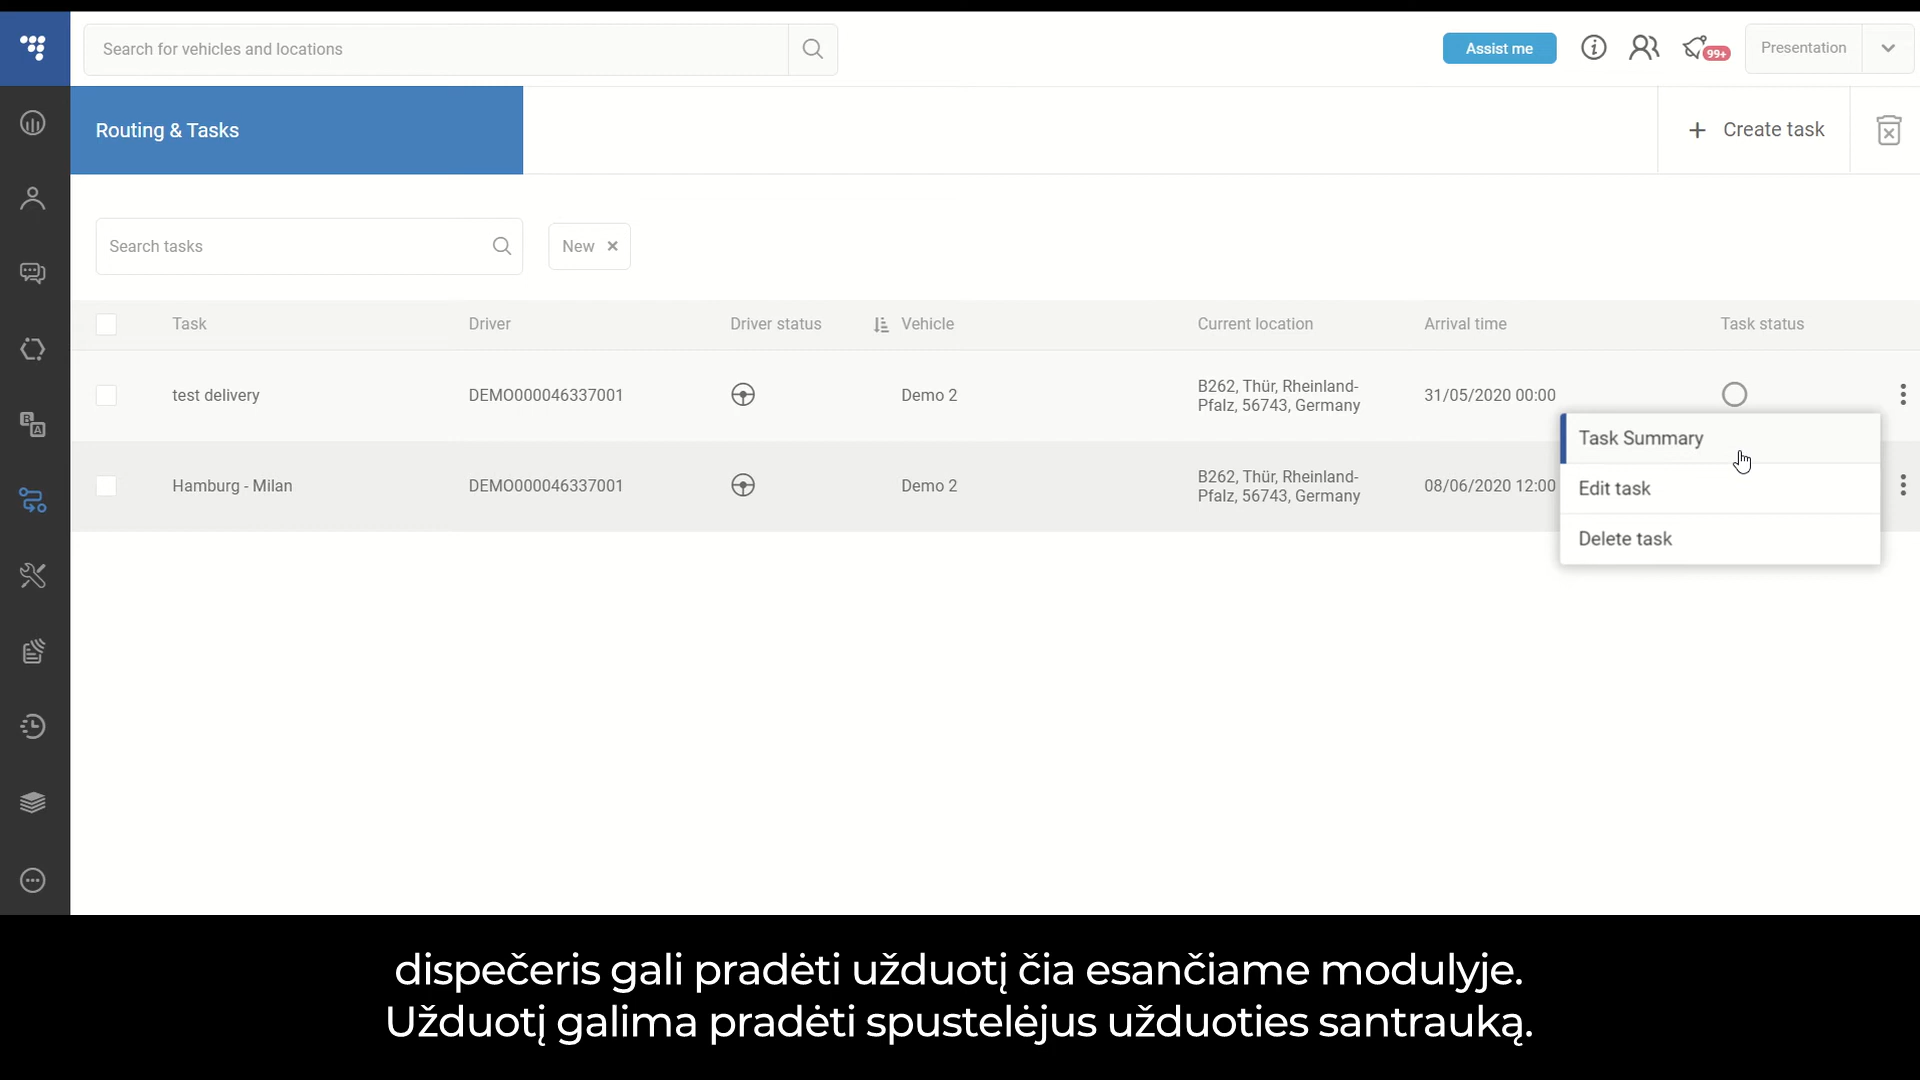 Search for vehicles and locations
Assist me
99+
Presentation
Routing & Tasks
+ Create task
Search tasks
New ×
Task Driver Driver status Vehicle Current location Arrival time Task status
test delivery DEMO000046337001 Demo 2 B262, Thür, Rheinland-
Pfalz, 56743, Germany 31/05/2020 00:00
Task Summary
Hamburg - Milan DEMO000046337001 Demo 2 B262, Thür, Rheinland-
Pfalz, 56743, Germany 08/06/2020 12:00
Edit task
Delete task
dispečeris gali pradėti užduotį čia esančiame modulyje.
Užduotį galima pradėti spustelėjus užduoties santrauką.